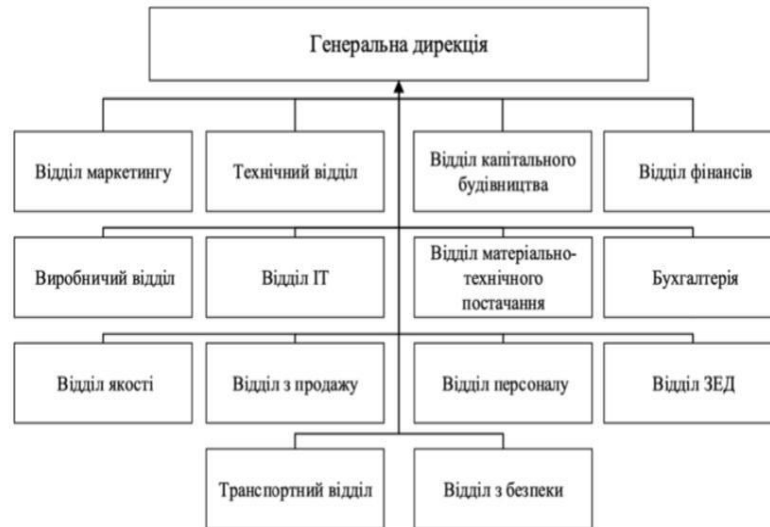 Генеральна дирекція
Відділ маркетингу
Технічний відділ
Відділ капітального
будівництва
Відділ фінансів
Виробничий відділ
Відділ ІТ
Відділ матеріально-
технічного
постачання
Бухгалтерія
Відділ якості
Відділ з продажу
Відділ персоналу
Відділ ЗЕД
Транспортний відділ
Відділ з безпеки